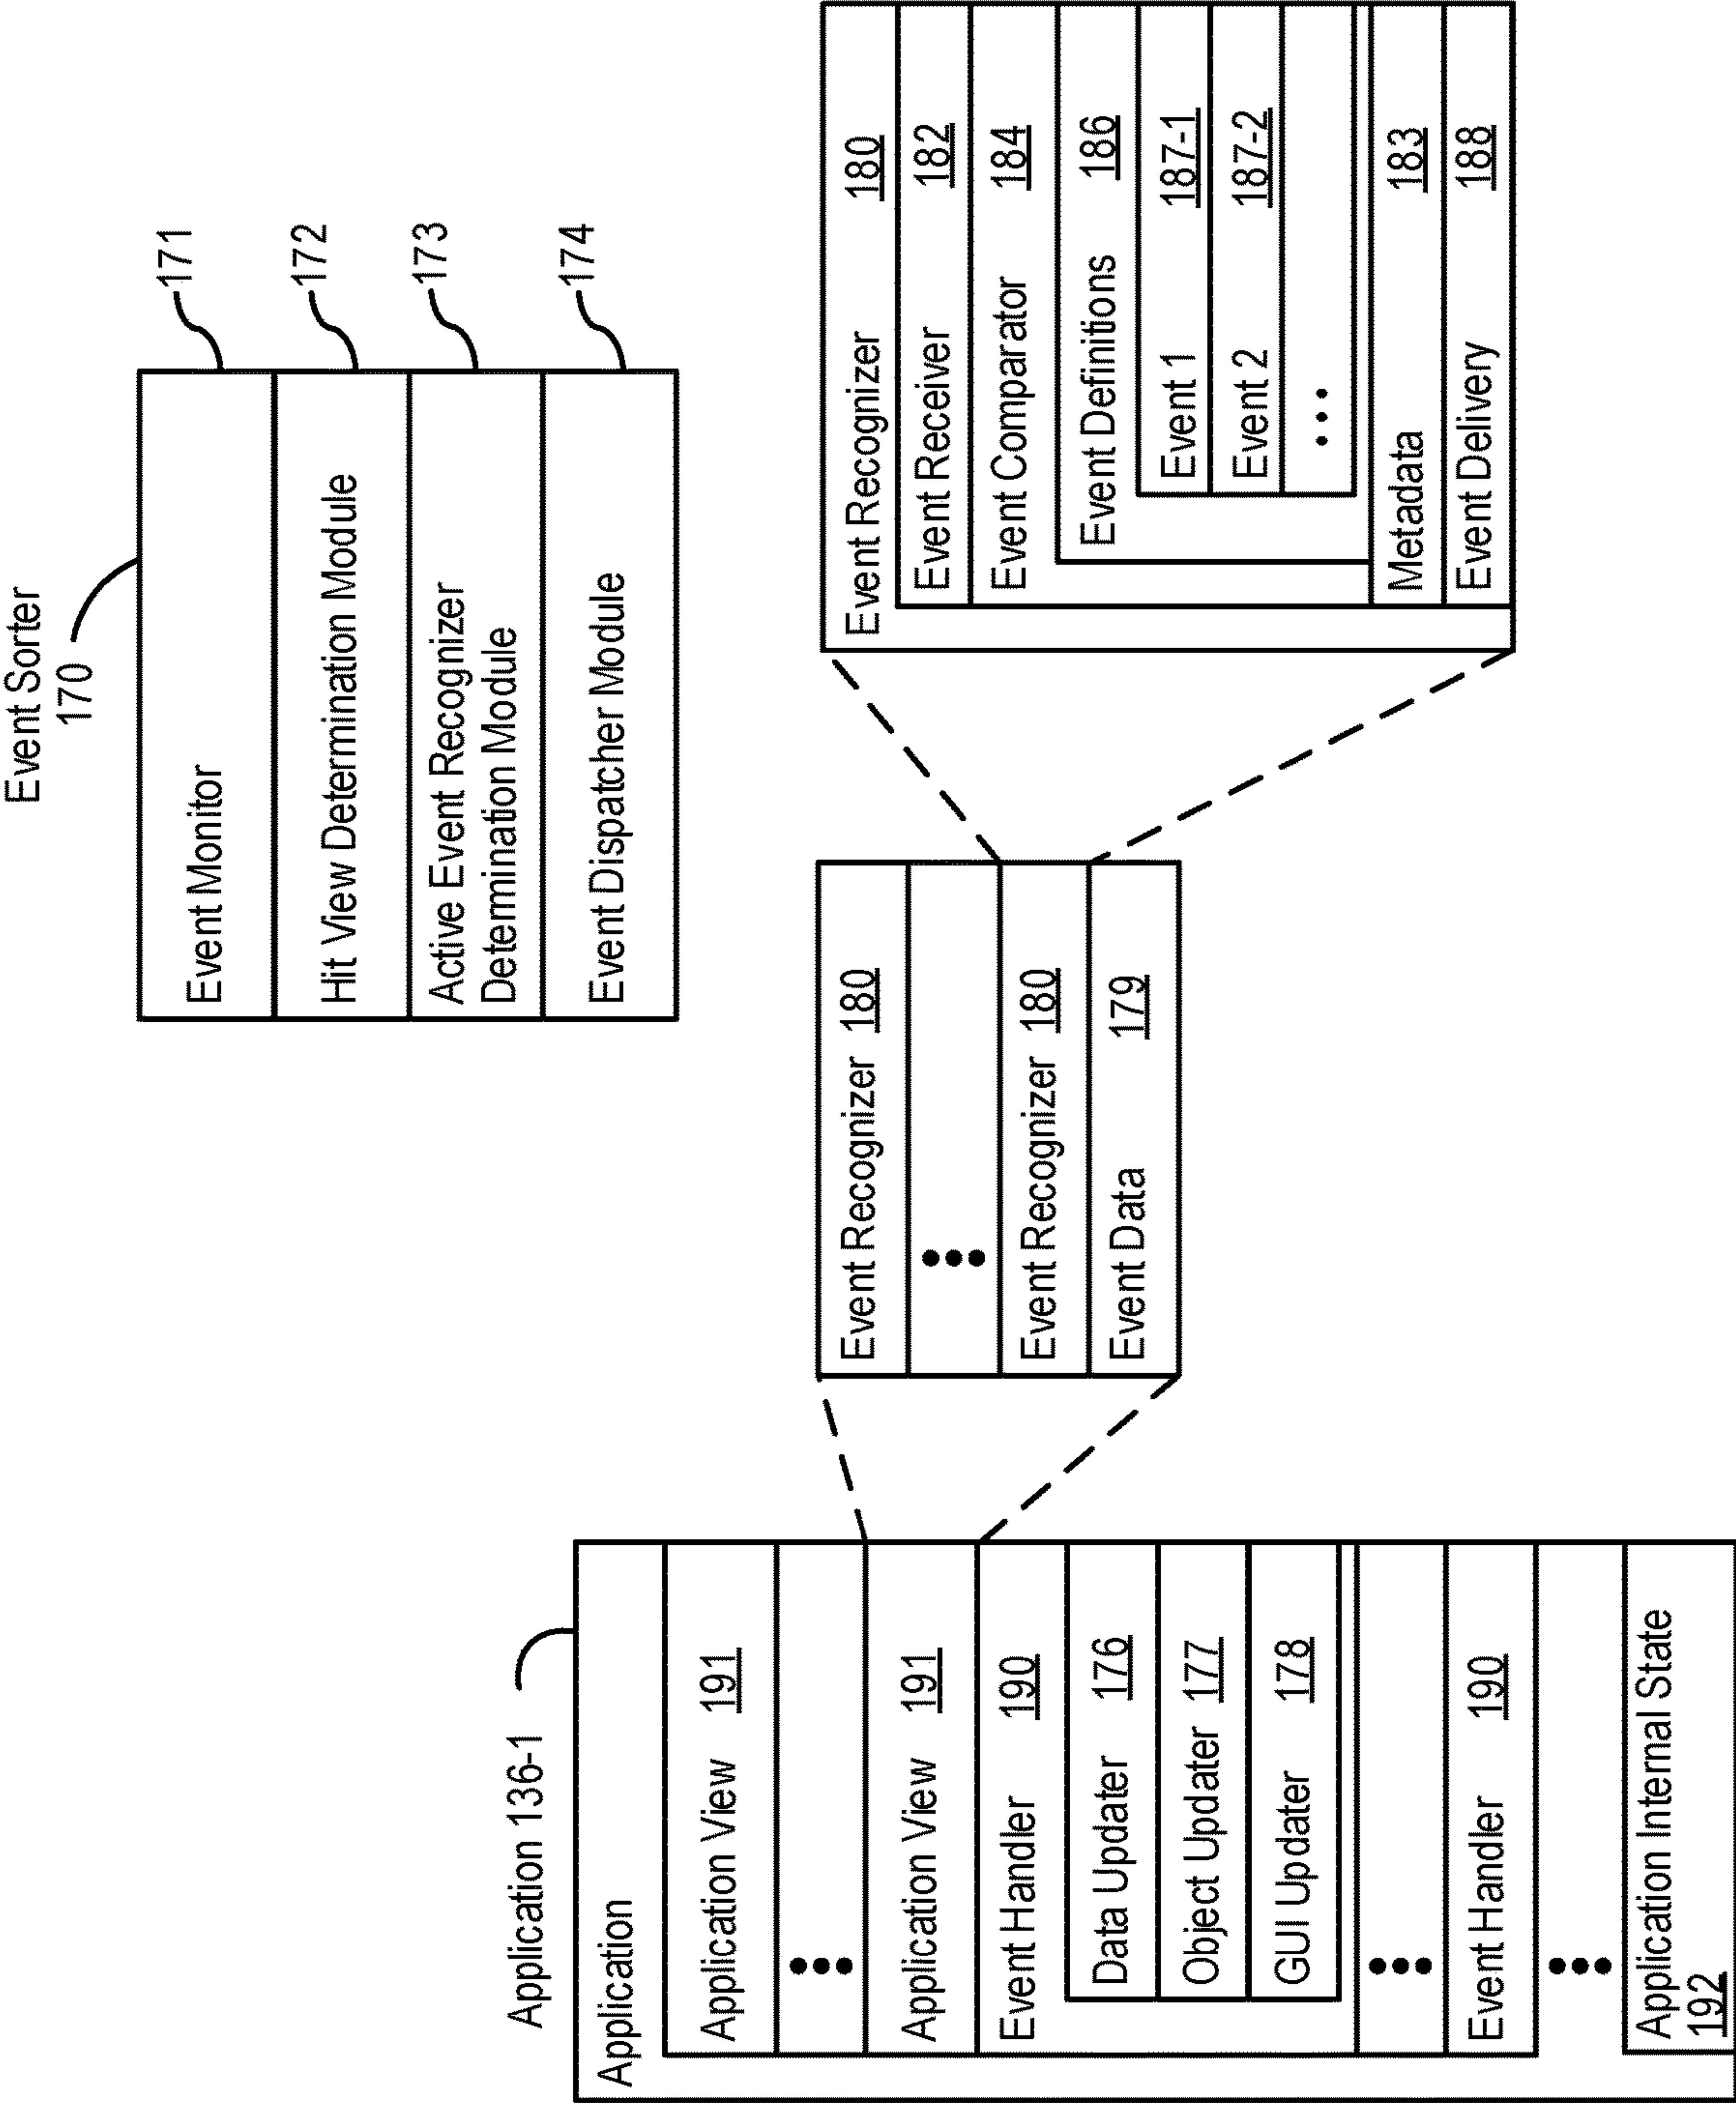 Event Sorter
170
Event Monitor
171
Hit View Determination Module
172
Active Event Recognizer
Determination Module
173
Event Dispatcher Module
174
Application 136-1
Application
Application View 191
•••
Application View 191
Event Handler 190
Data Updater 176
Object Updater 177
GUI Updater 178
•••
Event Handler 190
•••
Application Internal State
192
Event Recognizer 180
•••
Event Recognizer 180
Event Data 179
Event Recognizer 180
Event Receiver 182
Event Comparator 184
Event Definitions 186
Event 1 187-1
Event 2 187-2
•••
Metadata 183
Event Delivery 188